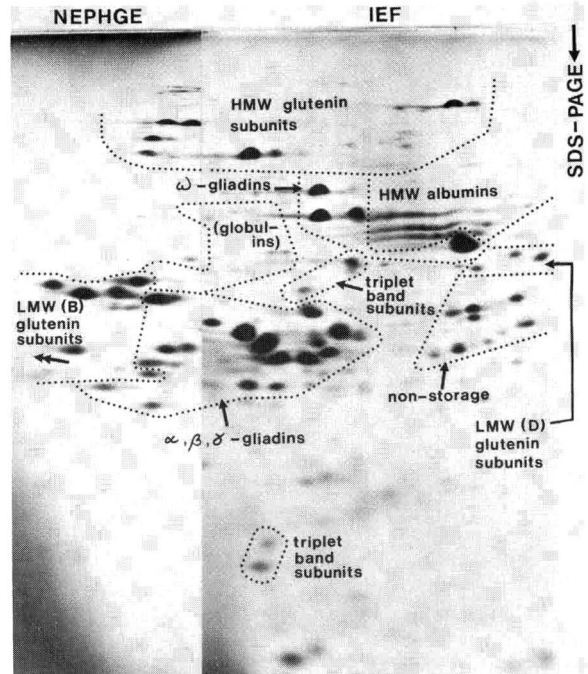 NEPHGE
IEF
SDS-PAGE
HMW glutenin
subunits
ω-gliadins
HMW albumins
(globul-
ins)
triplet
band
subunits
LMW (B)
glutenin
subunits
non-storage
LMW (D)
glutenin
subunits
α, β, γ-gliadins
triplet
band
subunits